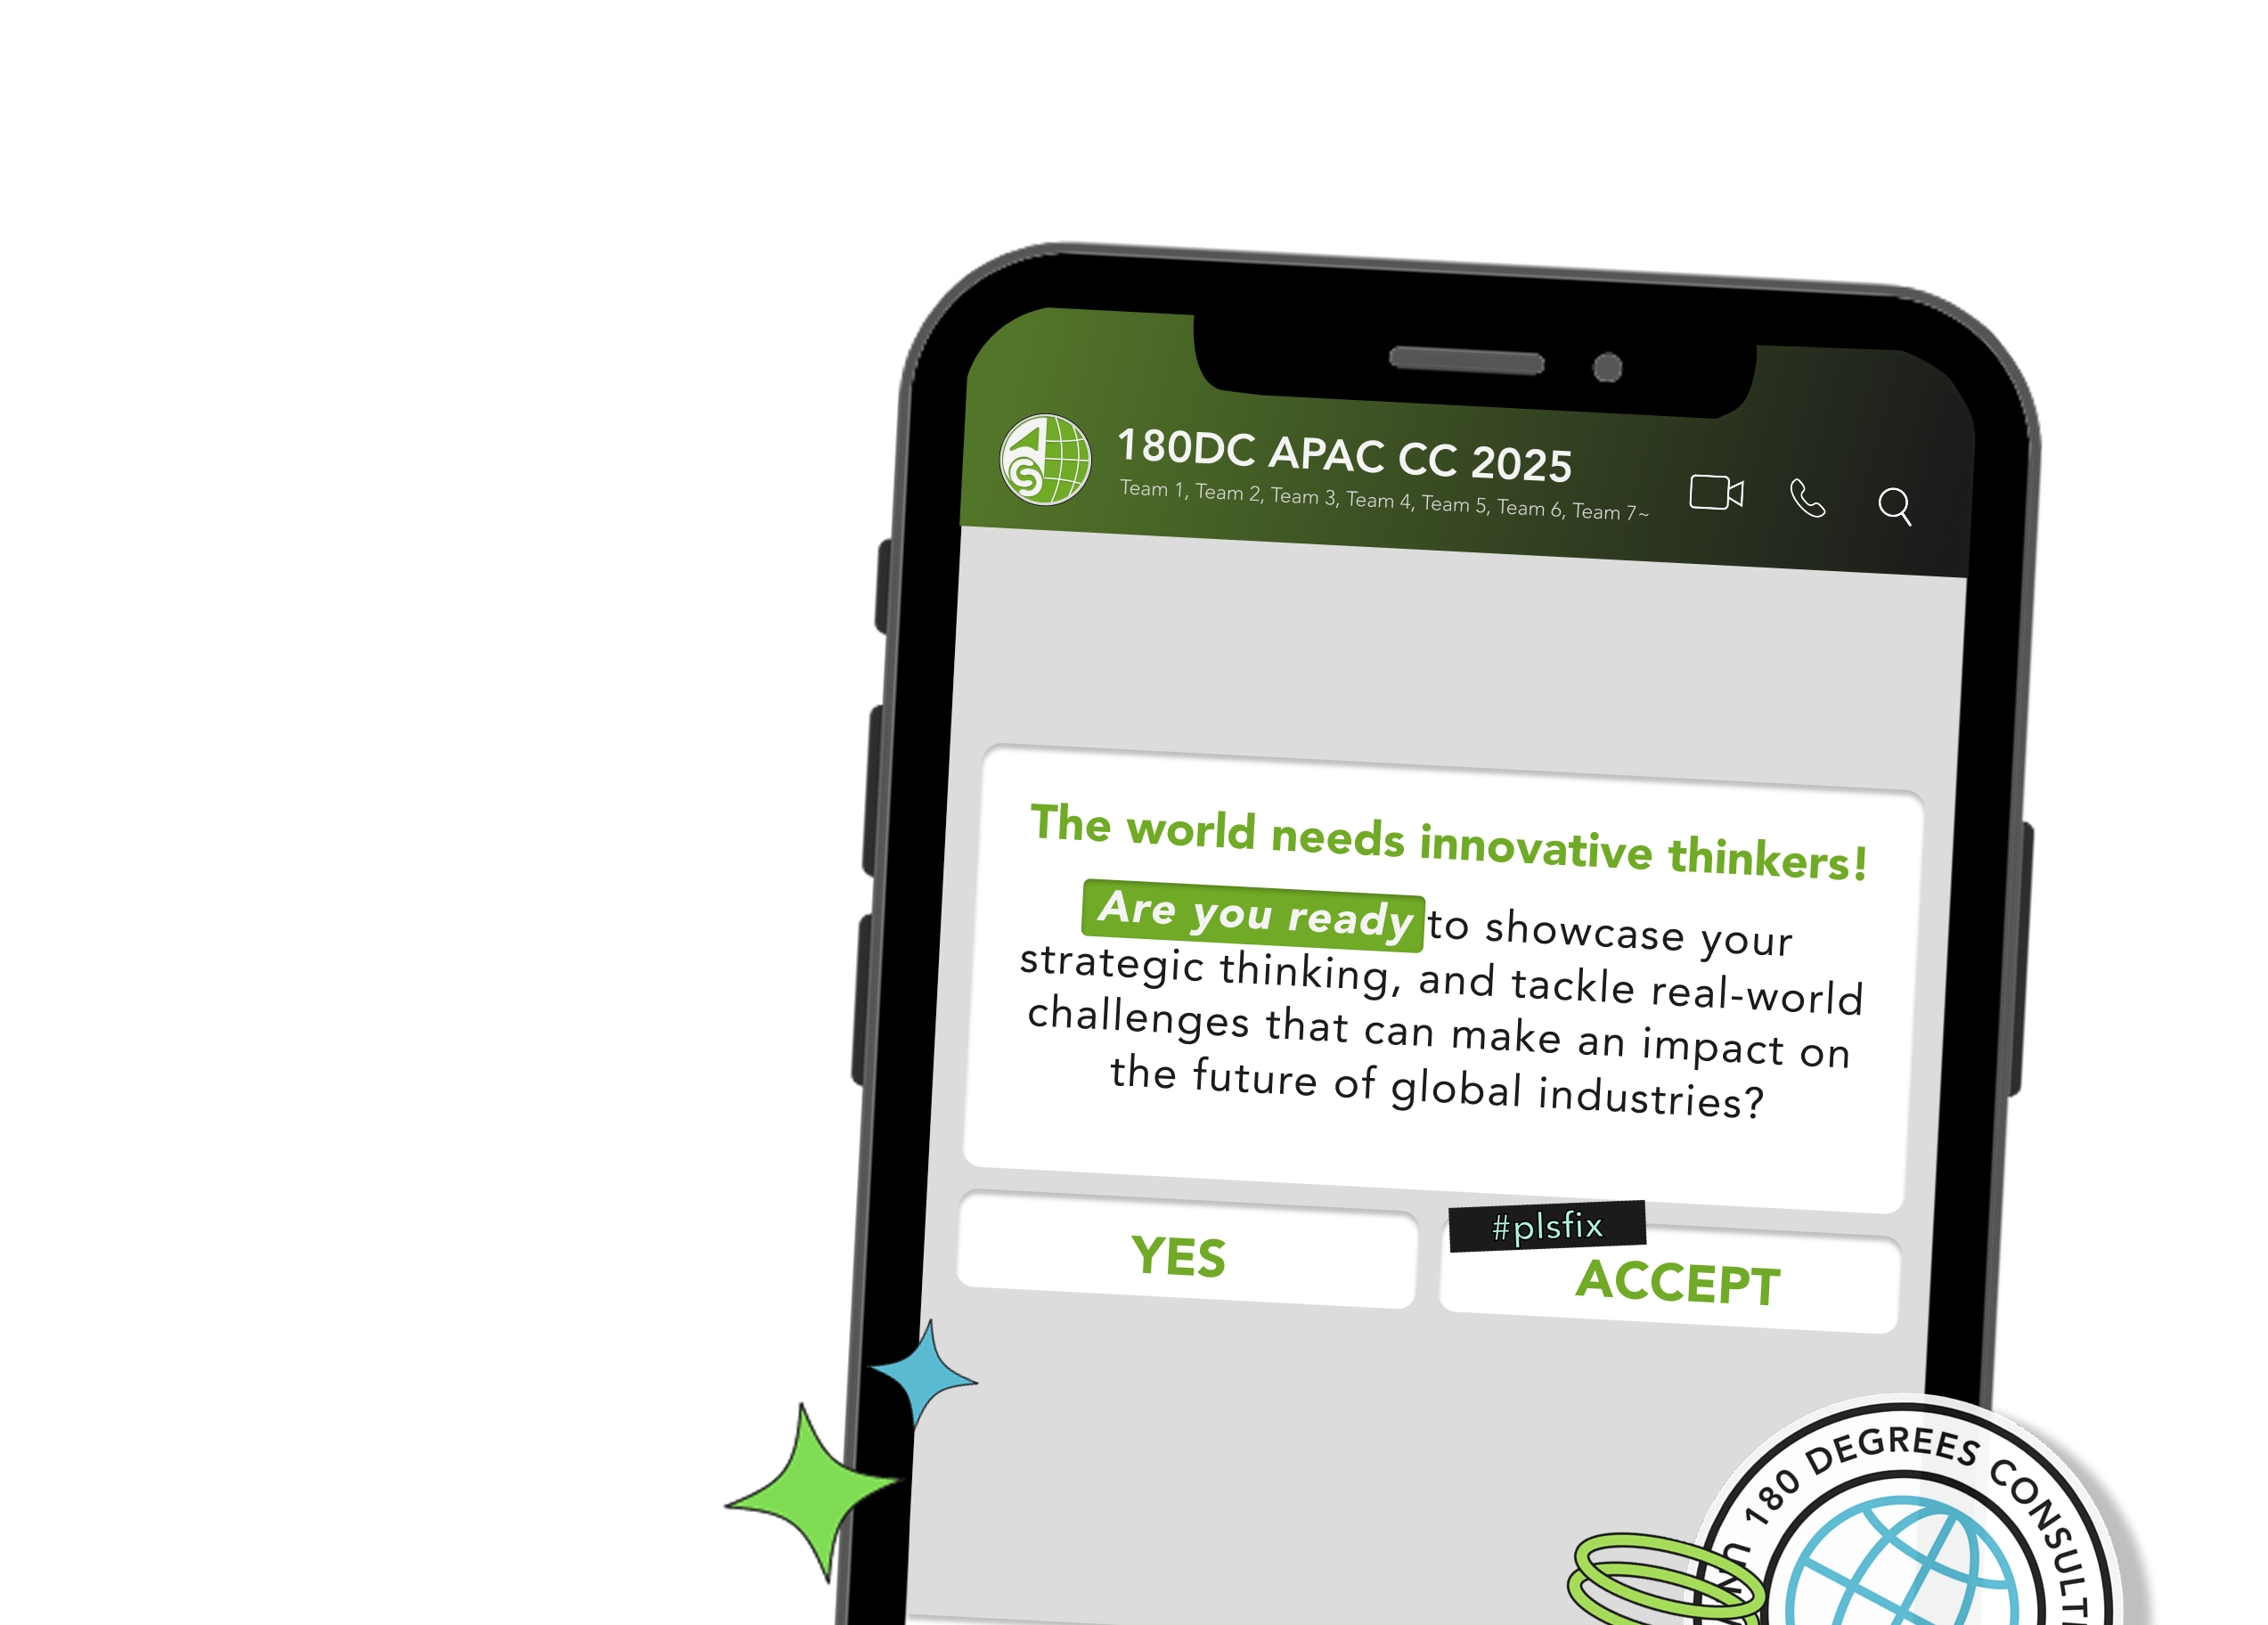 180DC APAC CC 2025
Team 1, Team 2, Team 3, Team 4, Team 5, Team 6, Team 7~
The world needs innovative thinkers!
Are you ready to showcase your
strategic thinking, and tackle real-world
challenges that can make an impact on
the future of global industries?
YES
#plsfix
ACCEPT
180 DEGREES